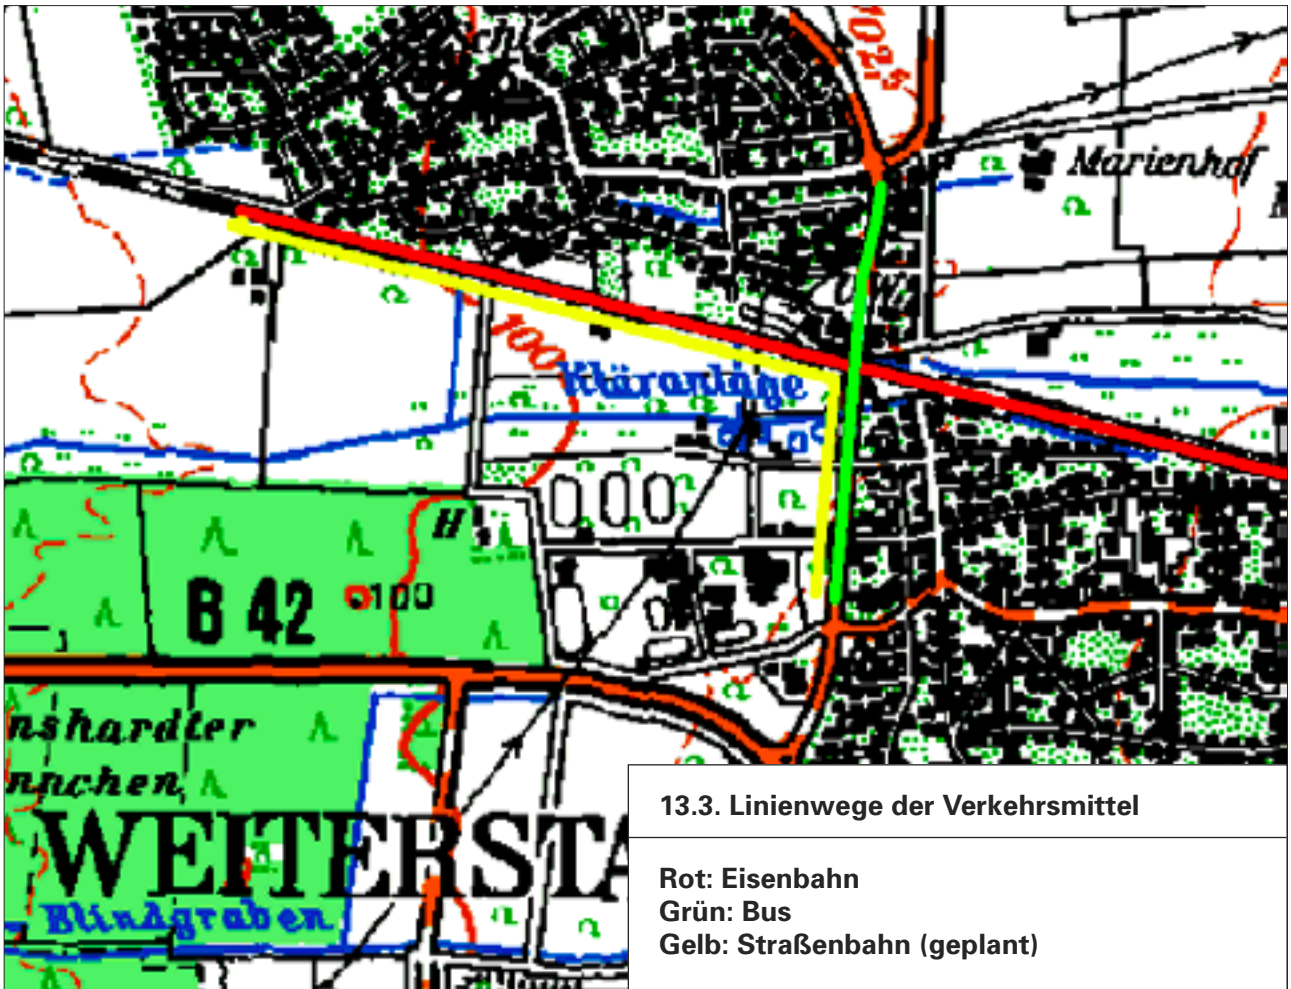 1025
Marienhof
100
Kläranlage
H
B 42
100
nshardter
nnchen
WEITERSTA
Blindgraben
13.3. Linienwege der Verkehrsmittel
Rot: Eisenbahn
Grün: Bus
Gelb: Straßenbahn (geplant)